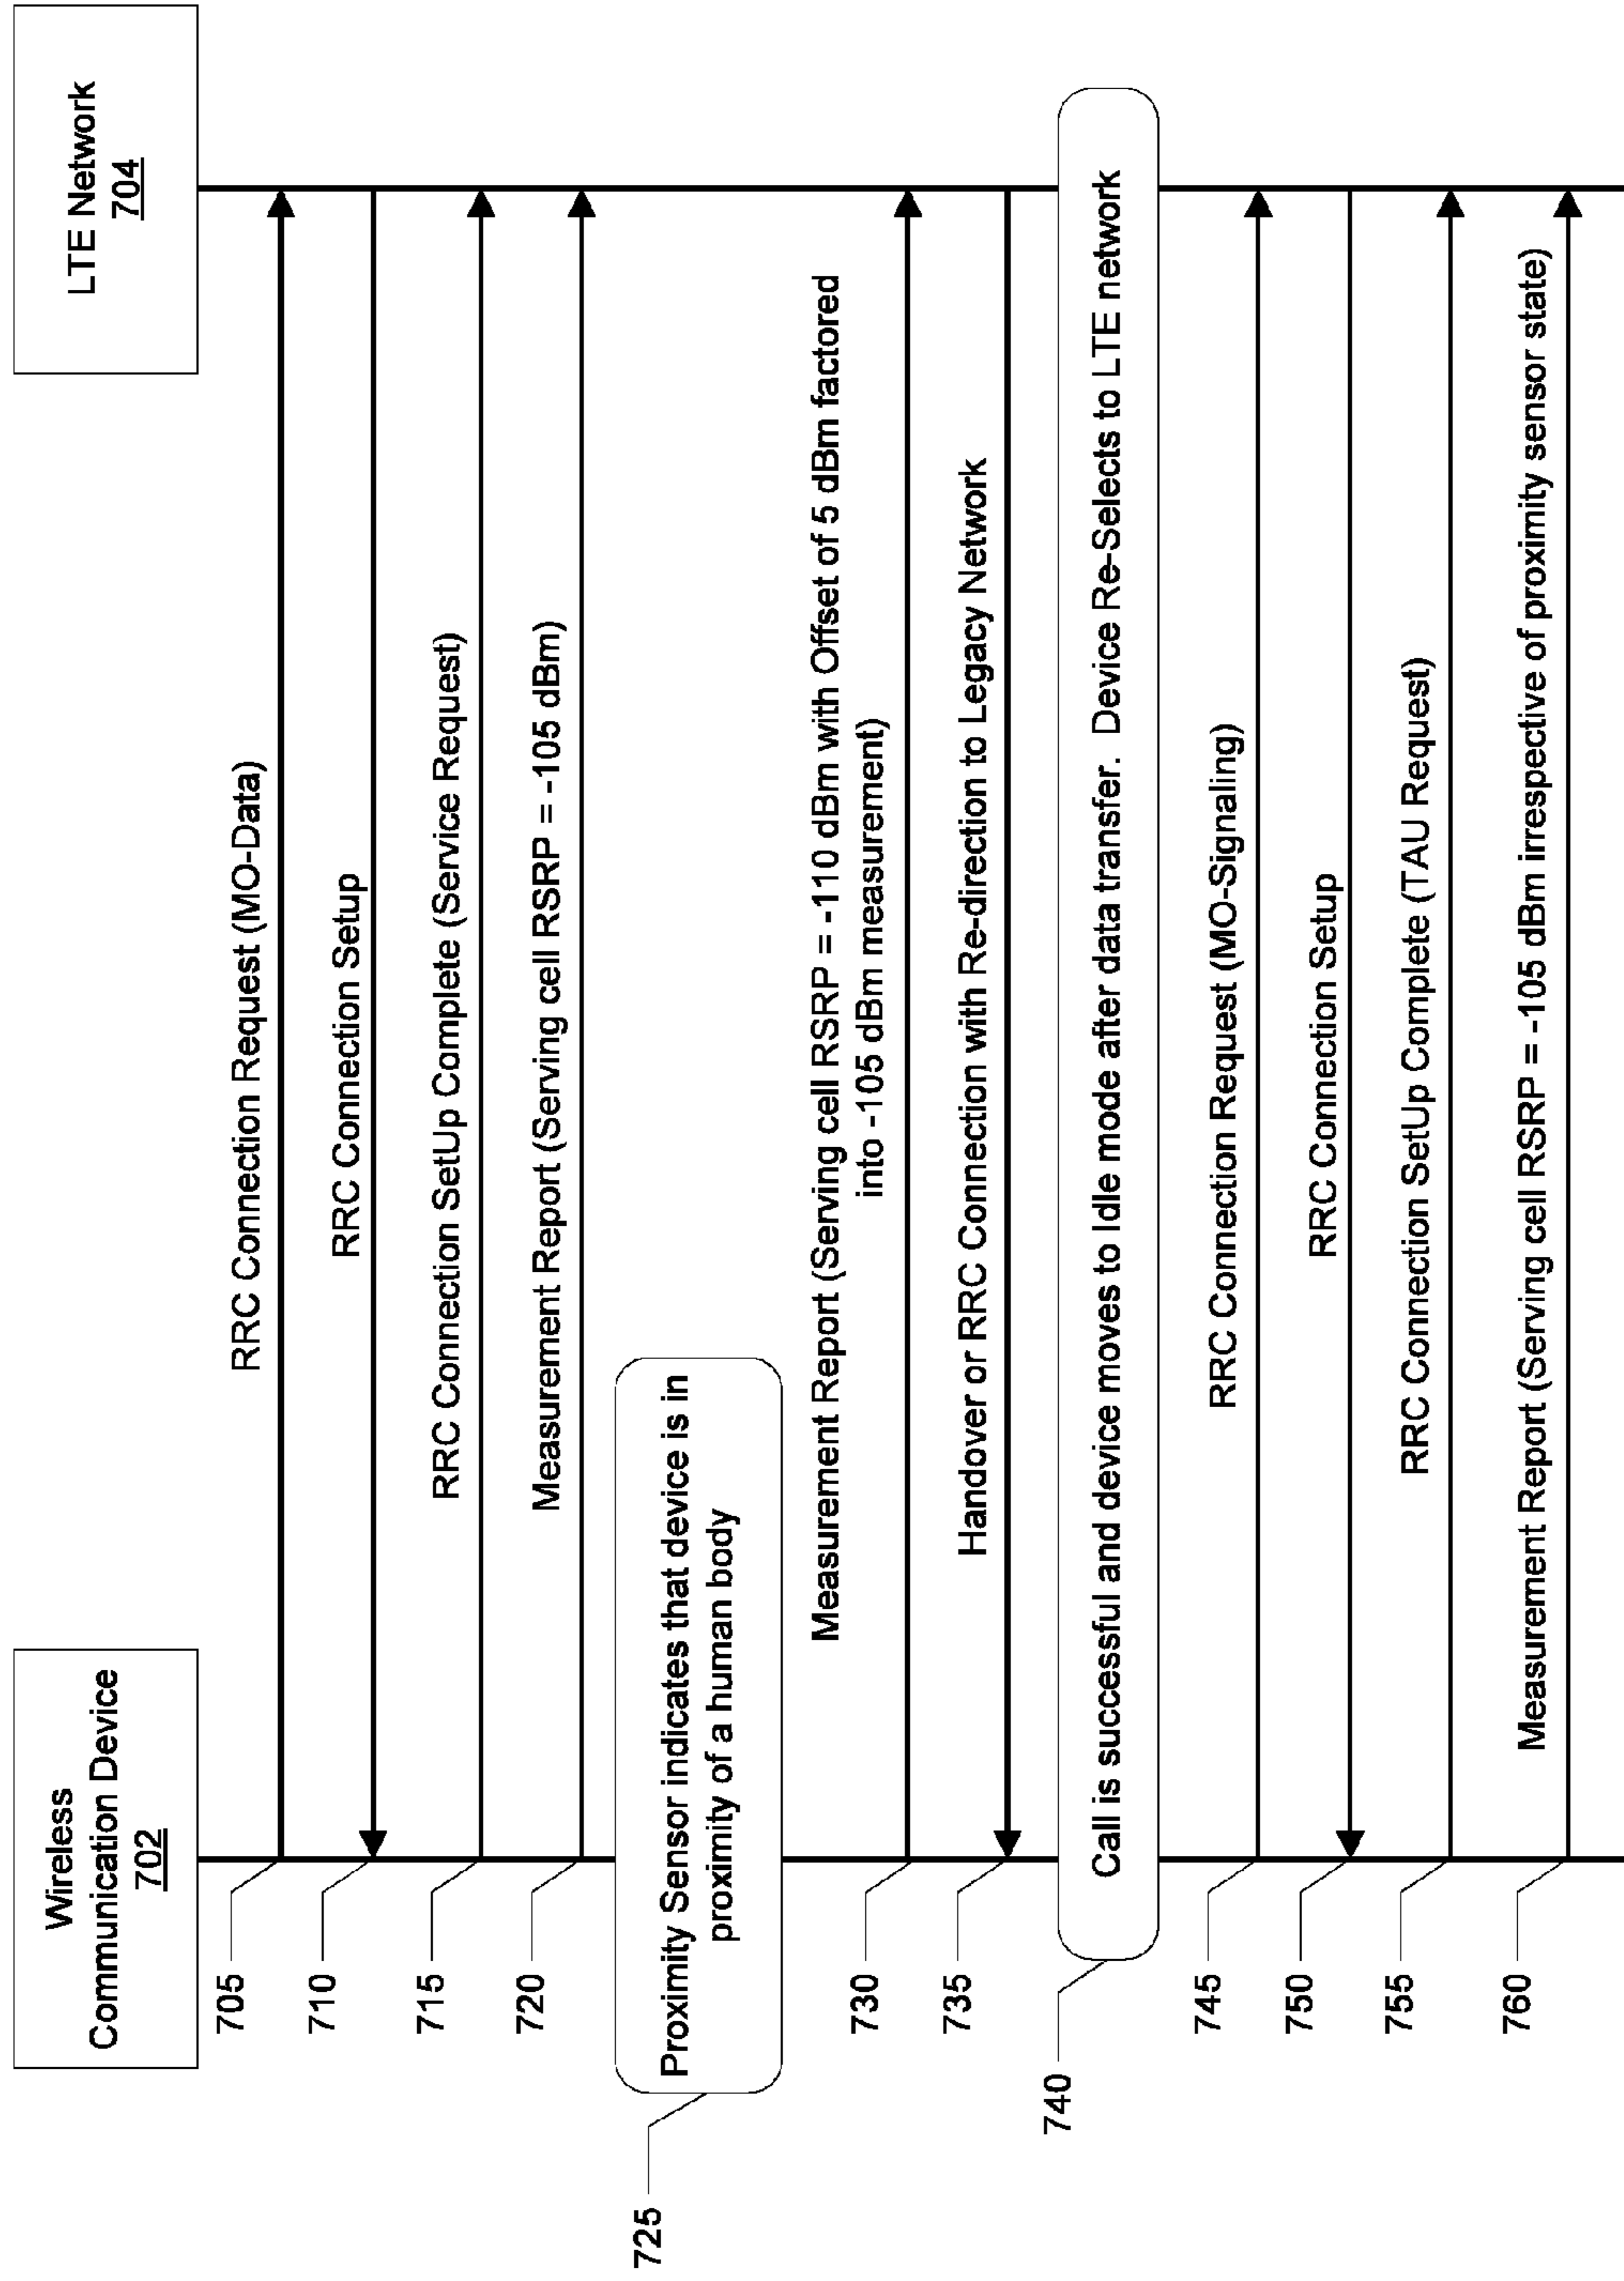 Wireless
Communication Device
702
LTE Network
704
705
RRC Connection Request (MO-Data)
710
RRC Connection Setup
715
RRC Connection SetUp Complete (Service Request)
720
Measurement Report (Serving cell RSRP = -105 dBm)
725
Proximity Sensor indicates that device is in
proximity of a human body
730
Measurement Report (Serving cell RSRP = -110 dBm with Offset of 5 dBm factored
into -105 dBm measurement)
735
Handover or RRC Connection with Re-direction to Legacy Network
740
Call is successful and device moves to Idle mode after data transfer.  Device Re-Selects to LTE network
745
RRC Connection Request (MO-Signaling)
750
RRC Connection Setup
755
RRC Connection SetUp Complete (TAU Request)
760
Measurement Report (Serving cell RSRP = -105 dBm irrespective of proximity sensor state)